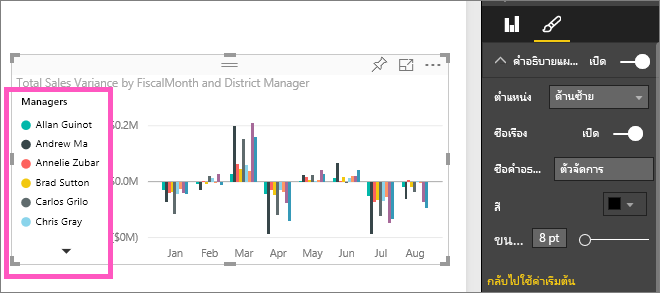 Total Sales Variance by FiscalMonth and District Manager
Managers
Allan Guinot
Andrew Ma
Annelie Zubar
Brad Sutton
Carlos Grilo
Chris Gray
$0.2M
$0.0M
($0M)
Jan Feb Mar Apr May Jun Jul Aug
คำอธิบายแผ... เปิด
ตำแหน่ง ด้านซ้าย
ชื่อเรื่อง เปิด
ชื่อคำอธ... ตัวจัดการ
สี
ขน... 8 pt
กลับไปใช้ค่าเริ่มต้น